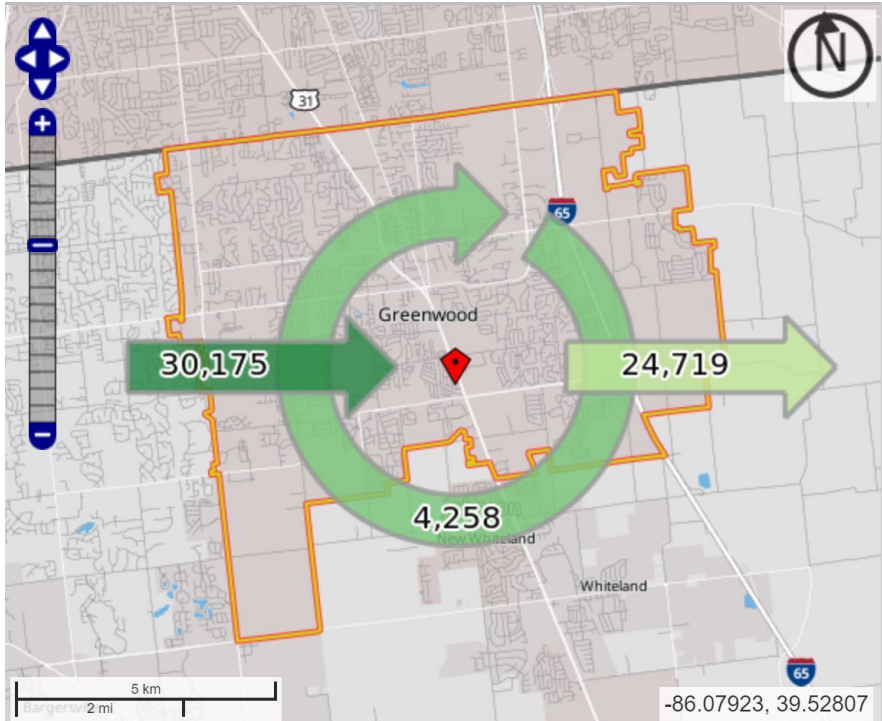 N
31
65
Greenwood
30,175
24,719
4,258
New Whiteland
Whiteland
65
5 km
2 mi
-86.07923, 39.52807